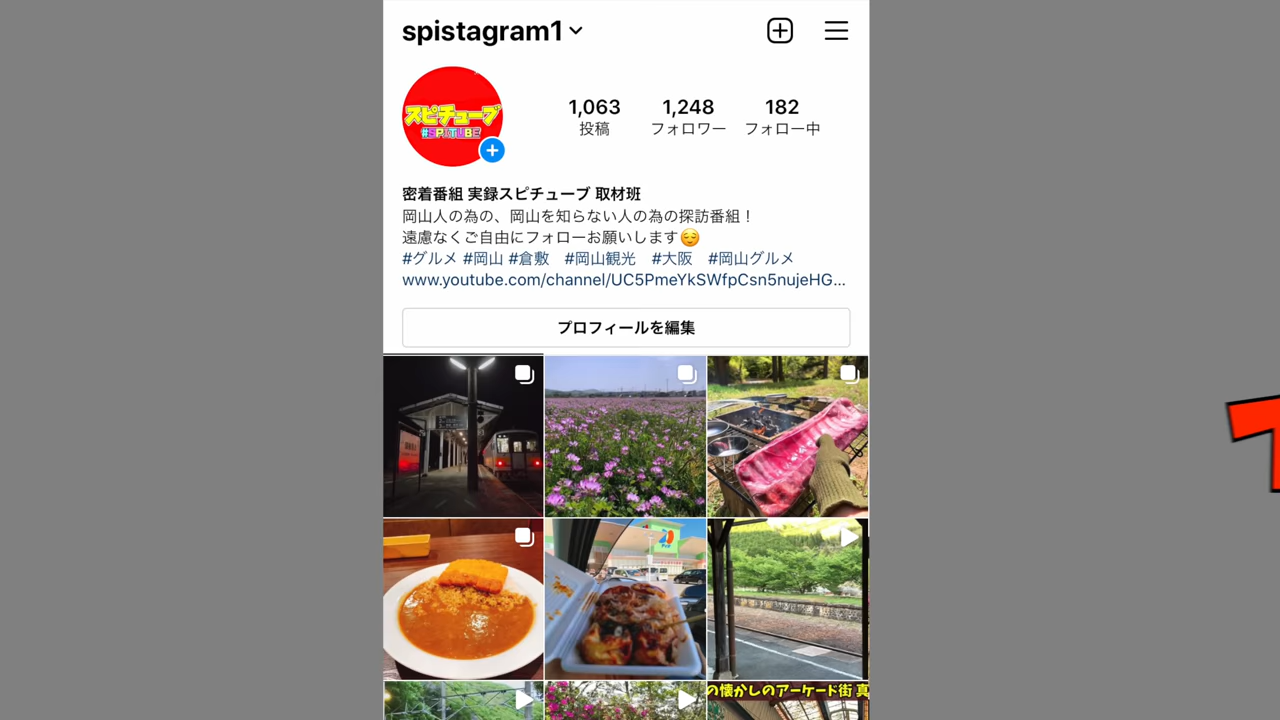 spistagram1
スピチューブ
#SPITUBE
1,063
投稿
1,248
フォロワー
182
フォロー中
密着番組 実録スピチューブ 取材班
岡山人の為の、岡山を知らない人の為の探訪番組！
遠慮なくご自由にフォローお願いします😌
#グルメ #岡山 #倉敷　#岡山観光　#大阪　#岡山グルメ
www.youtube.com/channel/UC5PmeYkSWfpCsn5nujeHG...
プロフィールを編集
の懐かしのアーケード街 真